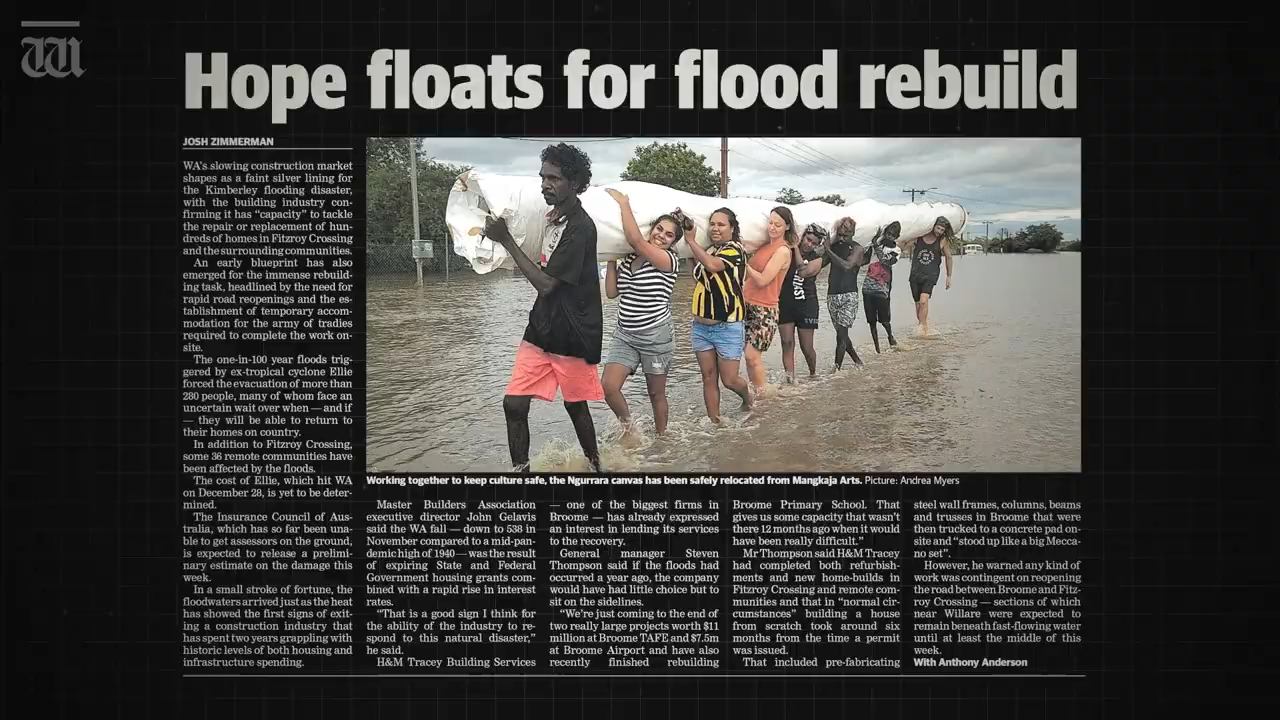 W
Hope floats for flood rebuild
JOSH ZIMMERMAN
WA's slowing construction market
shapes as a faint silver lining for
the Kimberley flooding disaster,
with the building industry con-
firming it has "capacity" to tackle
the repair or replacement of hun-
dreds of homes in Fitzroy Crossing
and the surrounding communities.
An early blueprint has also
emerged for the immense rebuild-
ing task, headlined by the need for
rapid road reopenings and the es-
tablishment of temporary accom-
modation for the army of tradies
required to complete the work on-
site.
The one-in-100 year floods trig-
gered by ex-tropical cyclone Ellie
forced the evacuation of more than
280 people, many of whom face an
uncertain wait over when — and if
— they will be able to return to
their homes on country.
In addition to Fitzroy Crossing,
some 36 remote communities have
been affected by the floods.
The cost of Ellie, which hit WA
on December 28, is yet to be deter-
mined.
The Insurance Council of Aus-
tralia, which has so far been una-
ble to get assessors on the ground,
is expected to release a prelimi-
nary estimate on the damage this
week.
In a small stroke of fortune, the
floodwaters arrived just as the heat
has showed the first signs of exit-
ing a construction industry that
has spent two years grappling with
historic levels of both housing and
infrastructure spending.
Working together to keep culture safe, the Ngurrara canvas has been safely relocated from Mangkaja Arts. Picture: Andrea Myers
Master Builders Association
executive director John Gelavis
said the WA fall — down to 538 in
November compared to a mid-pan-
demic high of 1940 — was the result
of expiring State and Federal
Government housing grants com-
bined with a rapid rise in interest
rates.
"That is a good sign I think for
the ability of the industry to re-
spond to this natural disaster,"
he said.
H&M Tracey Building Services
— one of the biggest firms in
Broome — has already expressed
an interest in lending its services
to the recovery.
General manager Steven
Thompson said if the floods had
occurred a year ago, the company
would have had little choice but to
sit on the sidelines.
"We're just coming to the end of
two really large projects worth $11
million at Broome TAFE and $7.5m
at Broome Airport and have also
recently finished rebuilding
Broome Primary School. That
gives us some capacity that wasn't
there 12 months ago when it would
have been really difficult."
Mr Thompson said H&M Tracey
had completed both refurbish-
ments and new home-builds in
Fitzroy Crossing and remote com-
munities and that in "normal cir-
cumstances" building a house
from scratch took around six
months from the time a permit
was issued.
That included pre-fabricating
steel wall frames, columns, beams
and trusses in Broome that were
then trucked to a concrete pad on-
site and "stood up like a big Mecca-
no set".
However, he warned any kind of
work was contingent on reopening
the road between Broome and Fitz-
roy Crossing — sections of which
near Willare were expected to
remain beneath fast-flowing water
until at least the middle of this
week.
With Anthony Anderson